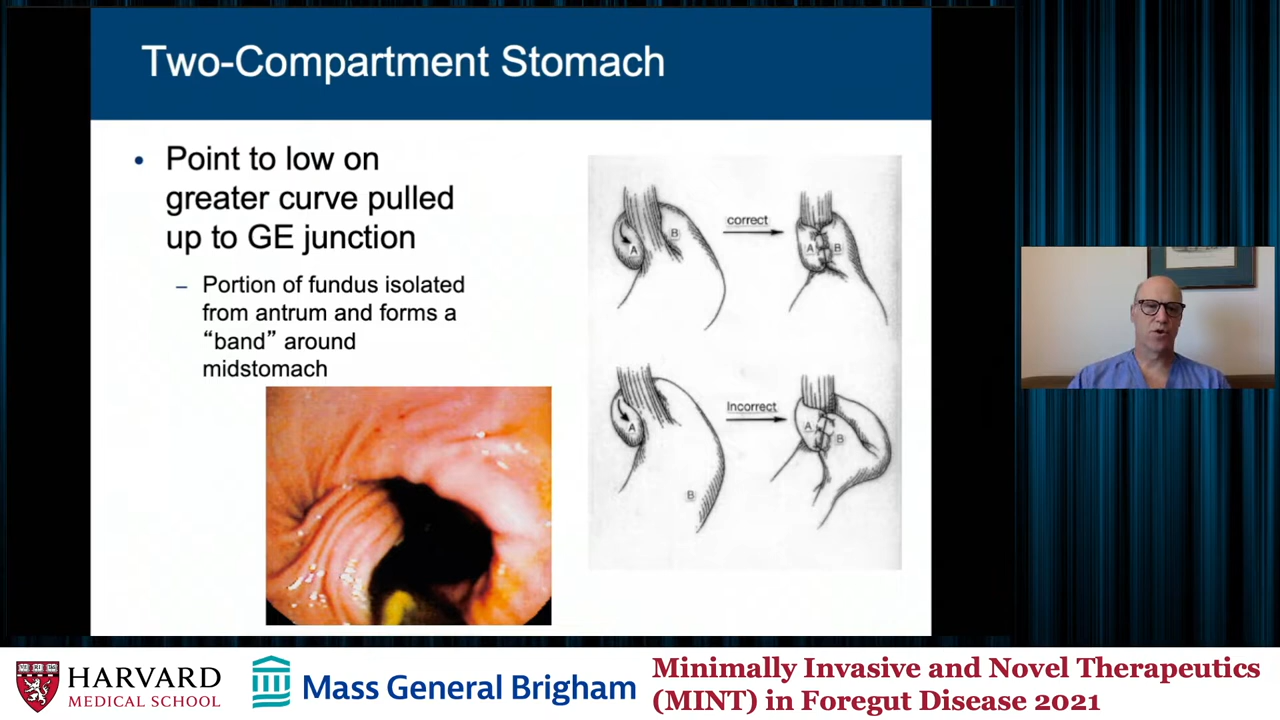 Two-Compartment Stomach
• Point to low on
greater curve pulled
up to GE junction
– Portion of fundus isolated
from antrum and forms a
“band” around
midstomach
A
B
correct
A
B
A
B
Incorrect
A
B
HARVARD
MEDICAL SCHOOL
Mass General Brigham
Minimally Invasive and Novel Therapeutics
(MINT) in Foregut Disease 2021